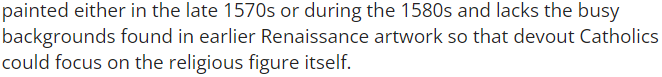 painted either in the late 1570s or during the 1580s and lacks the busy
backgrounds found in earlier Renaissance artwork so that devout Catholics
could focus on the religious figure itself.